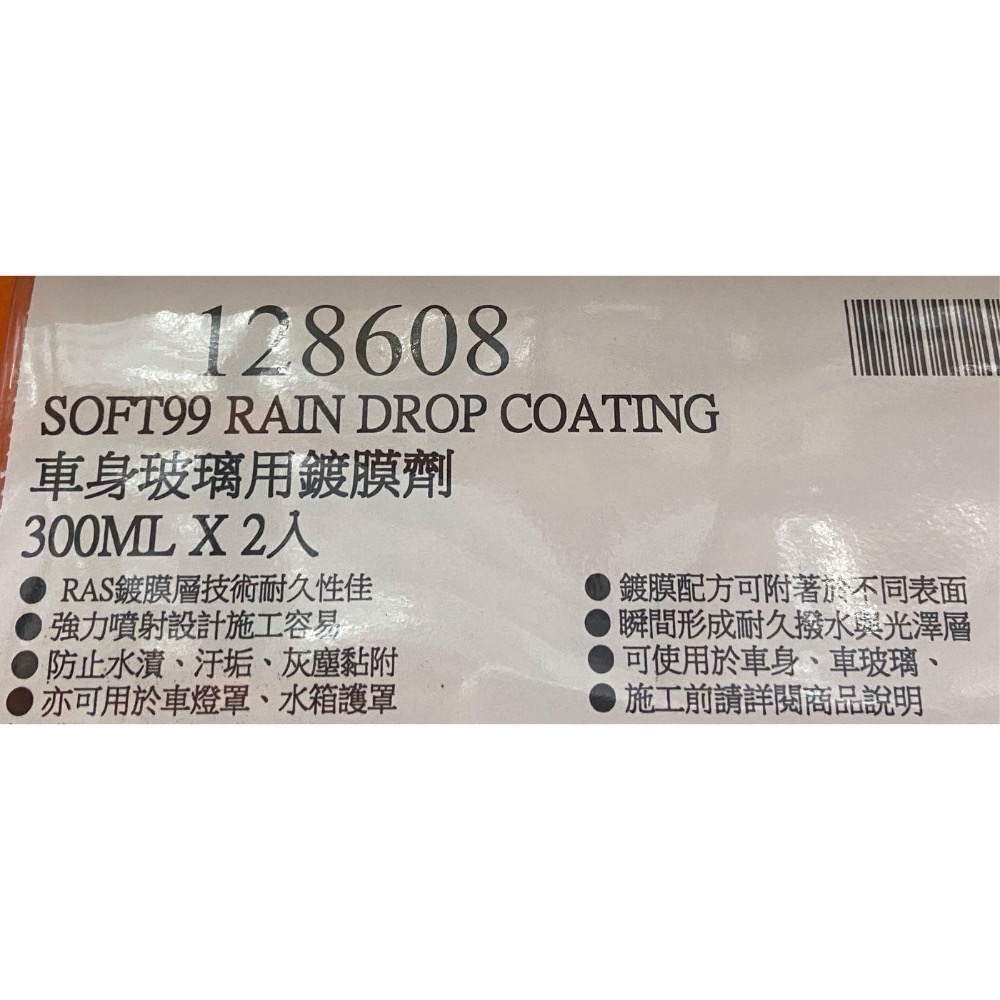 128608
SOFT99 RAIN DROP COATING
車身玻璃用鍍膜劑
300ML X 2入
● RAS鍍膜層技術耐久性佳
● 強力噴射設計施工容易
● 防止水漬、汙垢、灰塵黏附
● 亦可用於車燈罩、水箱護罩
● 鍍膜配方可附著於不同表面
● 瞬間形成耐久撥水與光澤層
● 可使用於車身、車玻璃、
● 施工前請詳閱商品說明